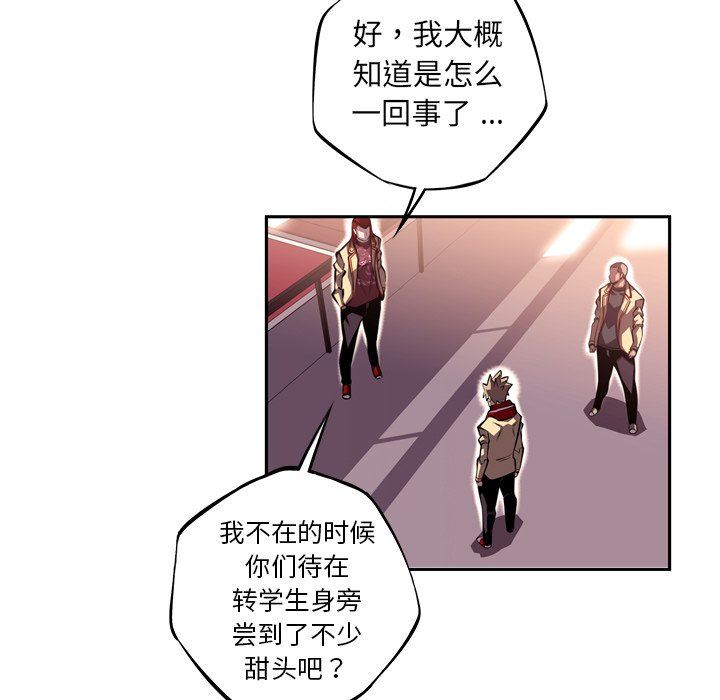 好，我大概
知道是怎么
一回事了...
我不在的时候
你们待在
转学生身旁
尝到了不少
甜头吧？